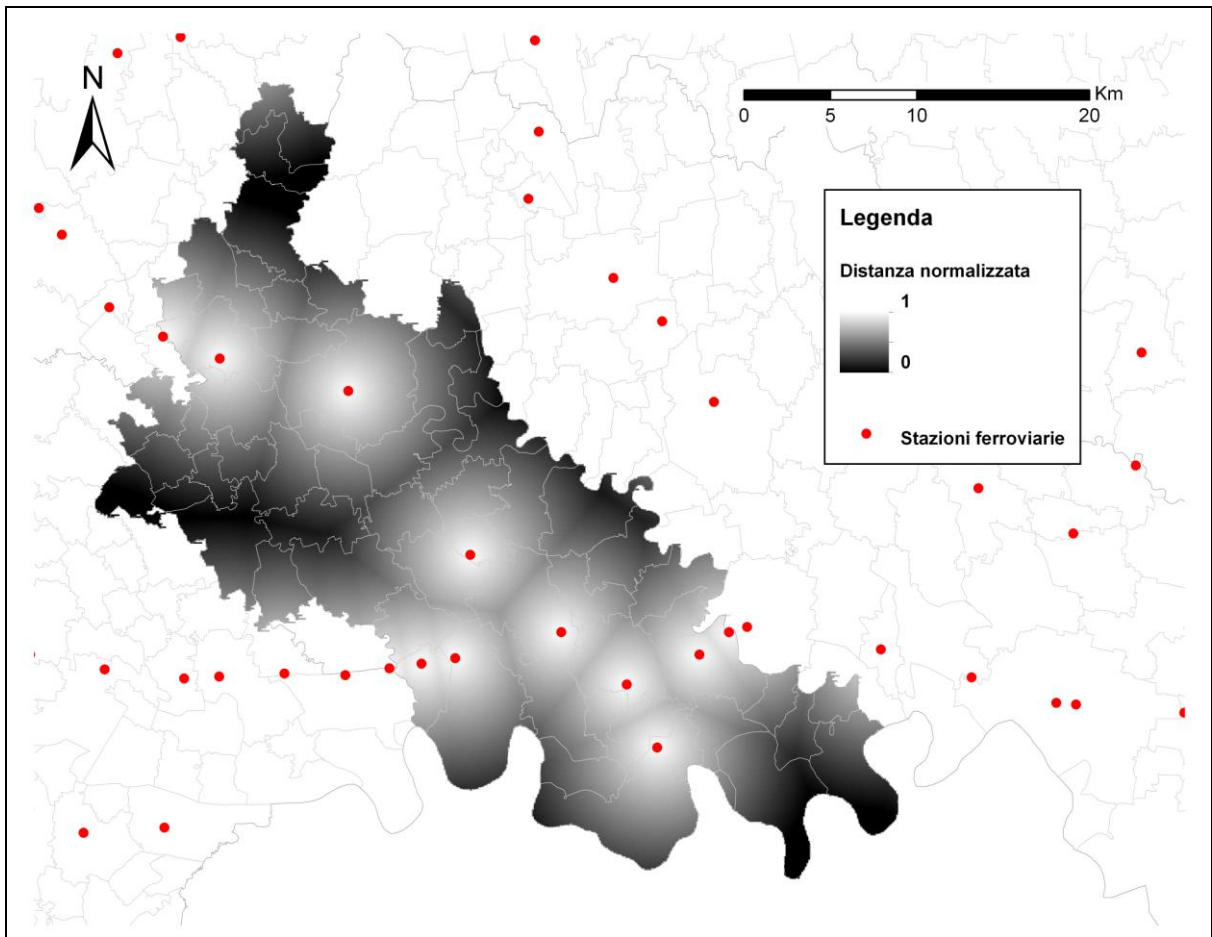 N
Km
0 5 10 20
Legenda
Distanza normalizzata
1
0
Stazioni ferroviarie